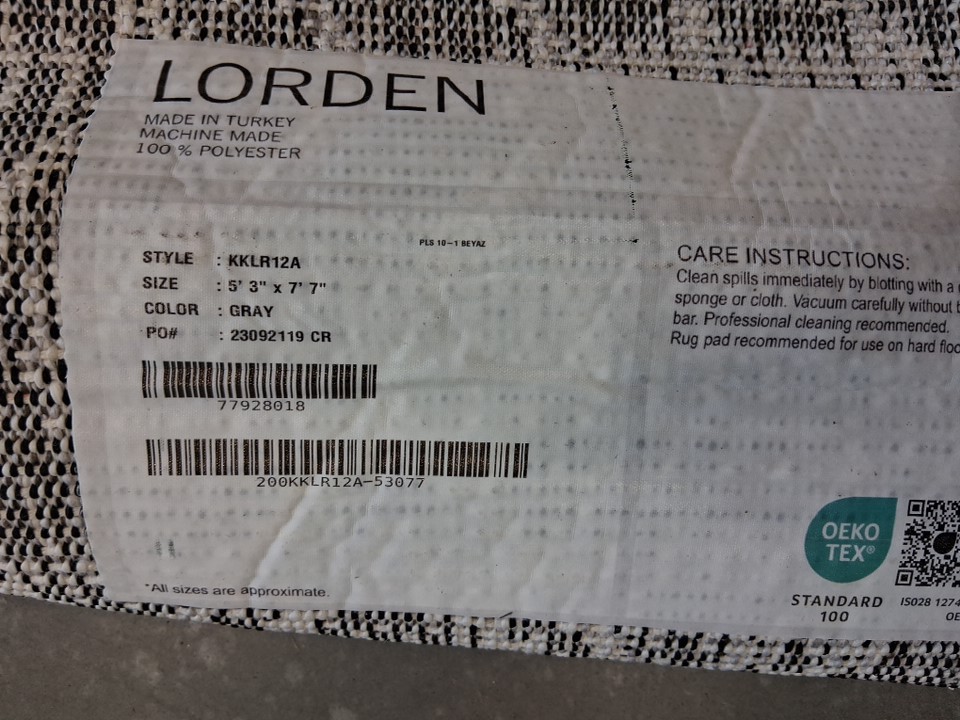 LORDEN
MADE IN TURKEY
MACHINE MADE
100 % POLYESTER
PLS 10-1 BEYAZ
STYLE : KKLR12A
SIZE : 5' 3" x 7' 7"
COLOR : GRAY
PO# : 23092119 CR
77928018
200KKLR12A-53077
*All sizes are approximate.
CARE INSTRUCTIONS:
Clean spills immediately by blotting with a
sponge or cloth. Vacuum carefully without
bar. Professional cleaning recommended.
Rug pad recommended for use on hard
OEKO
TEX®
STANDARD
100
IS028 1274